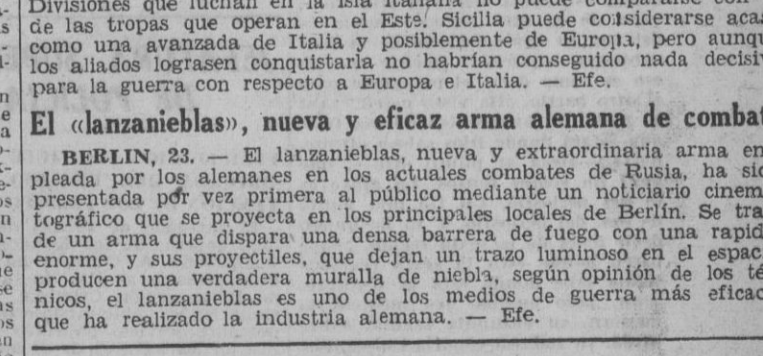 Divisiones que luchan en la isla italiana no puede compararse con
de las tropas que operan en el Este. Sicilia puede considerarse aca
como una avanzada de Italia y posiblemente de Europa, pero aunqu
los aliados lograsen conquistarla no habrían conseguido nada decisiv
para la guerra con respecto a Europa e Italia. — Efe.
El «lanzanieblas», nueva y eficaz arma alemana de combat
BERLIN, 23. — El lanzanieblas, nueva y extraordinaria arma em
pleada por los alemanes en los actuales combates de Rusia, ha sid
presentada por vez primera al público mediante un noticiario cinem
tográfico que se proyecta en los principales locales de Berlín. Se tra
de un arma que dispara una densa barrera de fuego con una rapid
enorme, y sus proyectiles, que dejan un trazo luminoso en el espac
producen una verdadera muralla de niebla, según opinión de los té
nicos, el lanzanieblas es uno de los medios de guerra más eficac
que ha realizado la industria alemana. — Efe.